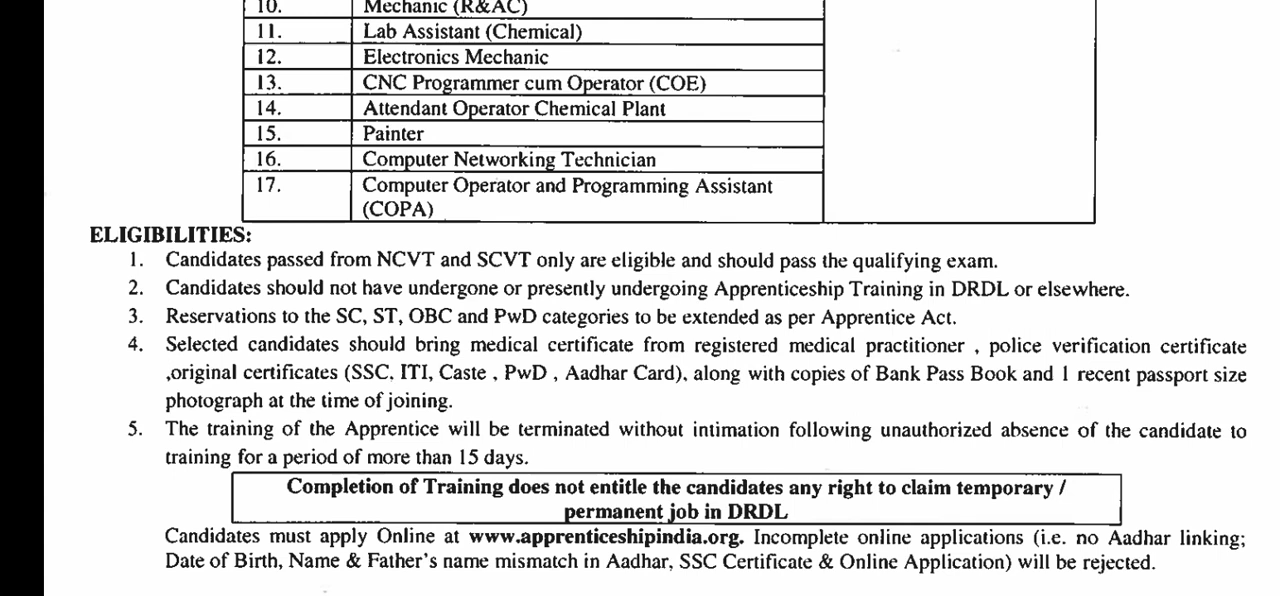 10. Mechanic (R&AC)
11. Lab Assistant (Chemical)
12. Electronics Mechanic
13. CNC Programmer cum Operator (COE)
14. Attendant Operator Chemical Plant
15. Painter
16. Computer Networking Technician
17. Computer Operator and Programming Assistant
(COPA)
ELIGIBILITIES:
1. Candidates passed from NCVT and SCVT only are eligible and should pass the qualifying exam.
2. Candidates should not have undergone or presently undergoing Apprenticeship Training in DRDL or elsewhere.
3. Reservations to the SC, ST, OBC and PwD categories to be extended as per Apprentice Act.
4. Selected candidates should bring medical certificate from registered medical practitioner , police verification certificate
,original certificates (SSC, ITI, Caste , PwD , Aadhar Card), along with copies of Bank Pass Book and 1 recent passport size
photograph at the time of joining.
5. The training of the Apprentice will be terminated without intimation following unauthorized absence of the candidate to
training for a period of more than 15 days.
Completion of Training does not entitle the candidates any right to claim temporary /
permanent job in DRDL
Candidates must apply Online at www.apprenticeshipindia.org. Incomplete online applications (i.e. no Aadhar linking;
Date of Birth, Name & Father's name mismatch in Aadhar, SSC Certificate & Online Application) will be rejected.